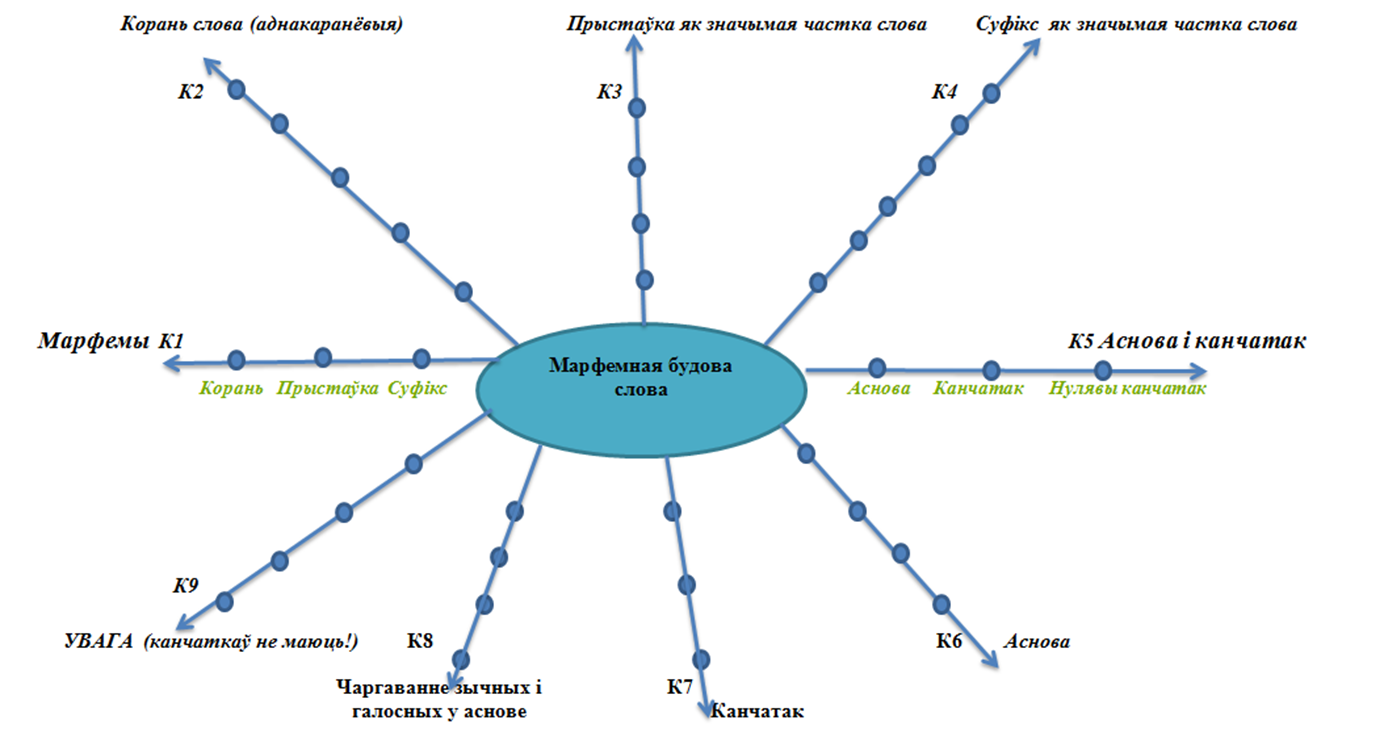 Корань слова (аднакаранёвыя)
Прыстаўка як значымая частка слова
Суфікс як значымая частка слова
К2
К3
К4
Марфемы К1
Марфемная будова
слова
К5 Аснова і канчатак
Корань Прыстаўка Суфікс
Аснова Канчатак Нулявы канчатак
К9
УВАГА (канчаткаў не маюць!)
К8
К6 Аснова
Чаргаванне зычных і
галосных у аснове
К7
Канчатак